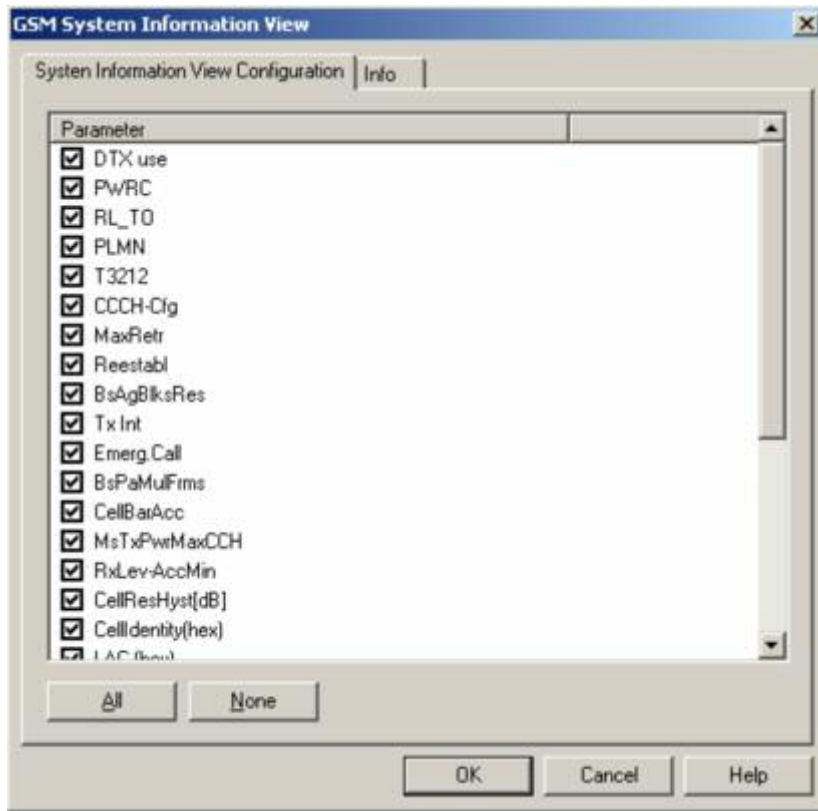 GSM System Information View
Systen Information View Configuration
Info
Parameter
DTX use
PWRC
RL_TO
PLMN
T3212
CCCH-Cfg
MaxRetr
Reestabl
BsAgBlksRes
Tx Int
Emerg.Call
BsPaMulFrms
CellBarAcc
MsTxPwrMaxCCH
RxLev-AccMin
CellResHyst[dB]
CellIdentity(hex)
LAC (hex)
All
None
OK
Cancel
Help